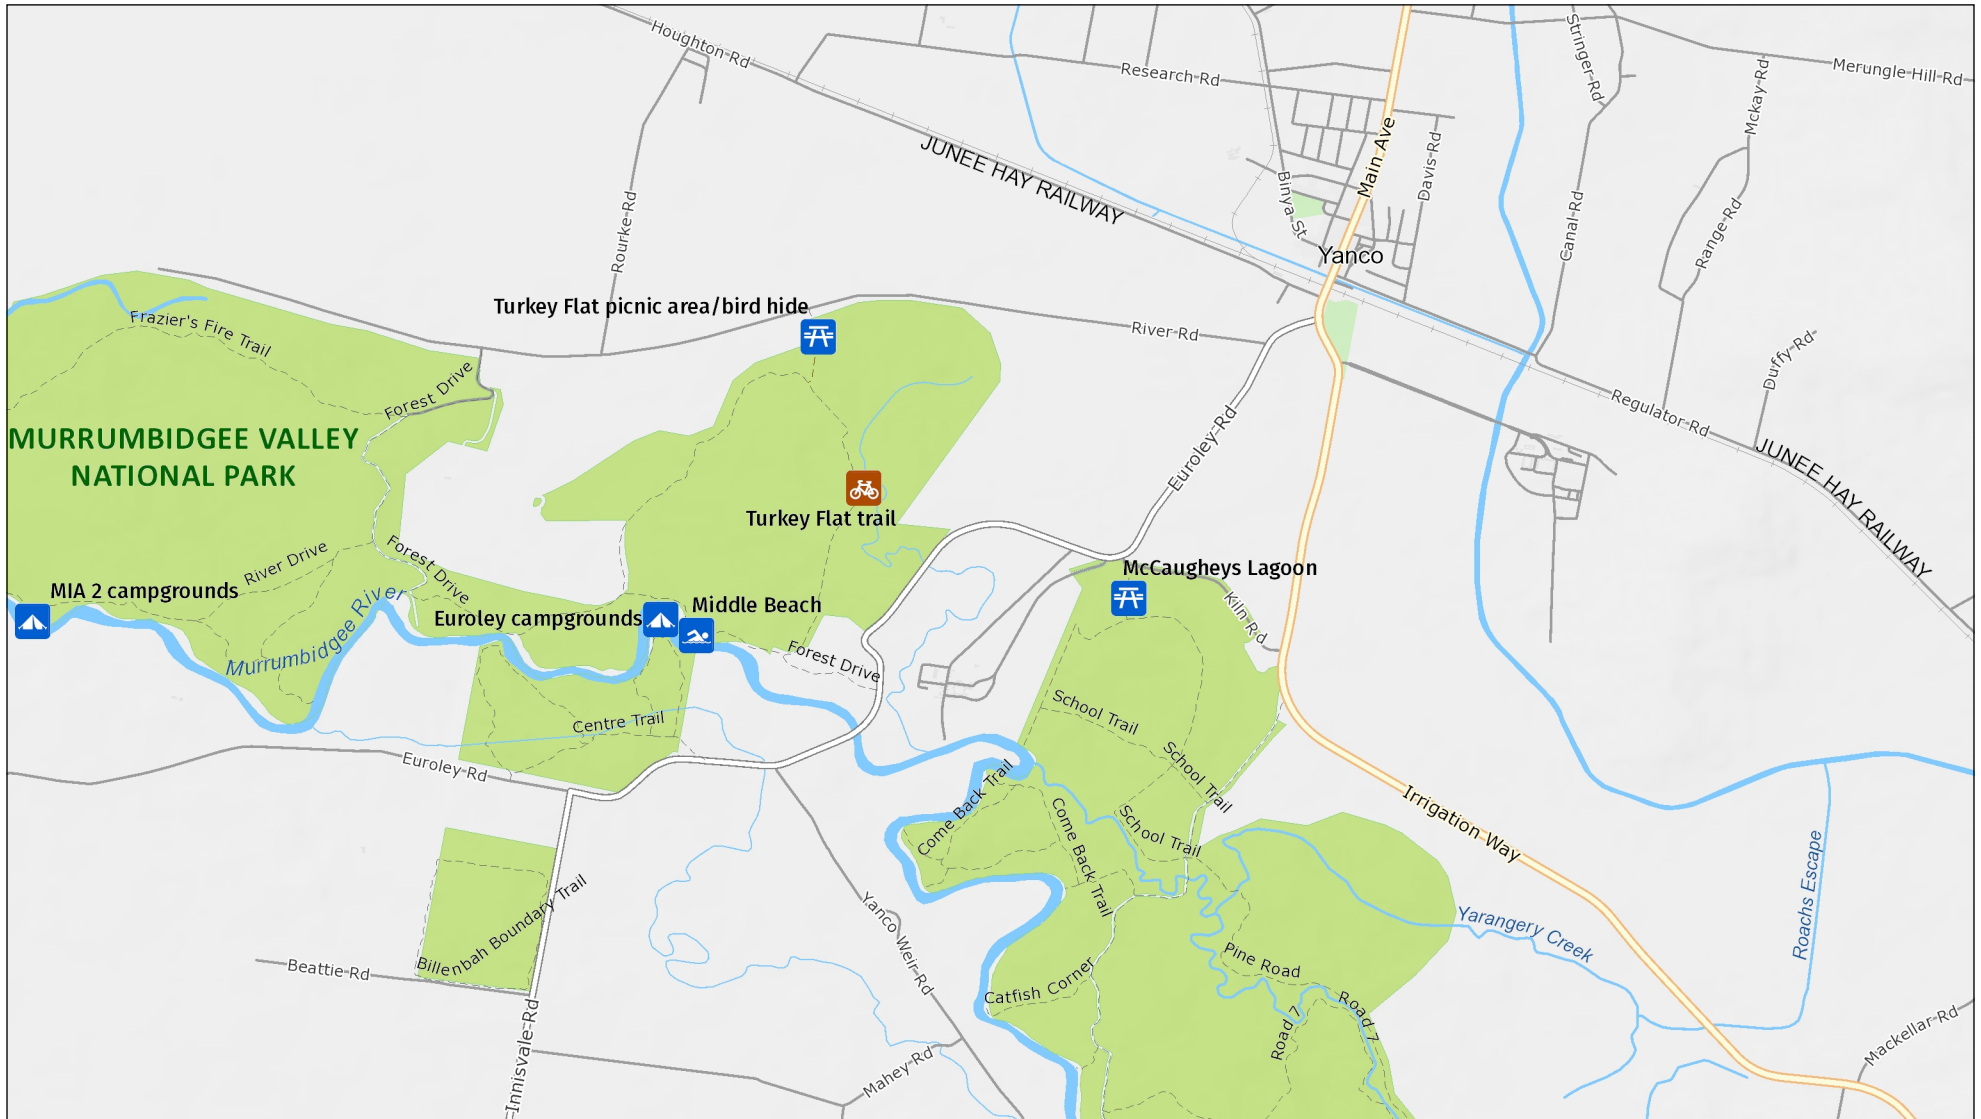 Houghton Rd
Research Rd
Stringer Rd
Merungle Hill Rd
Mckay Rd
JUNEE HAY RAILWAY
Main Ave
Davis Rd
Binya St
Rourke Rd
Canal Rd
Range Rd
Yanco
Turkey Flat picnic area/bird hide
Frazier's Fire Trail
River Rd
Forest Drive
Duffy Rd
Regulator Rd
MURRUMBIDGEE VALLEY
NATIONAL PARK
Euroley Rd
JUNEE HAY RAILWAY
Turkey Flat trail
River Drive
Forest Drive
McCaugheys Lagoon
MIA 2 campgrounds
Murrumbidgee River
Euroley campgrounds
Middle Beach
Kiln Rd
Forest Drive
School Trail
Centre Trail
School Trail
Euroley Rd
Come Back Trail
Come Back Trail
School Trail
Irrigation Way
Roachs Escape
Billenbah Boundary Trail
Yanco Weir Rd
Yarangery Creek
Beattie Rd
Pine Road
Catfish Corner
Road 7
Road 7
Innisvale Rd
Mahey Rd
Mackellar Rd